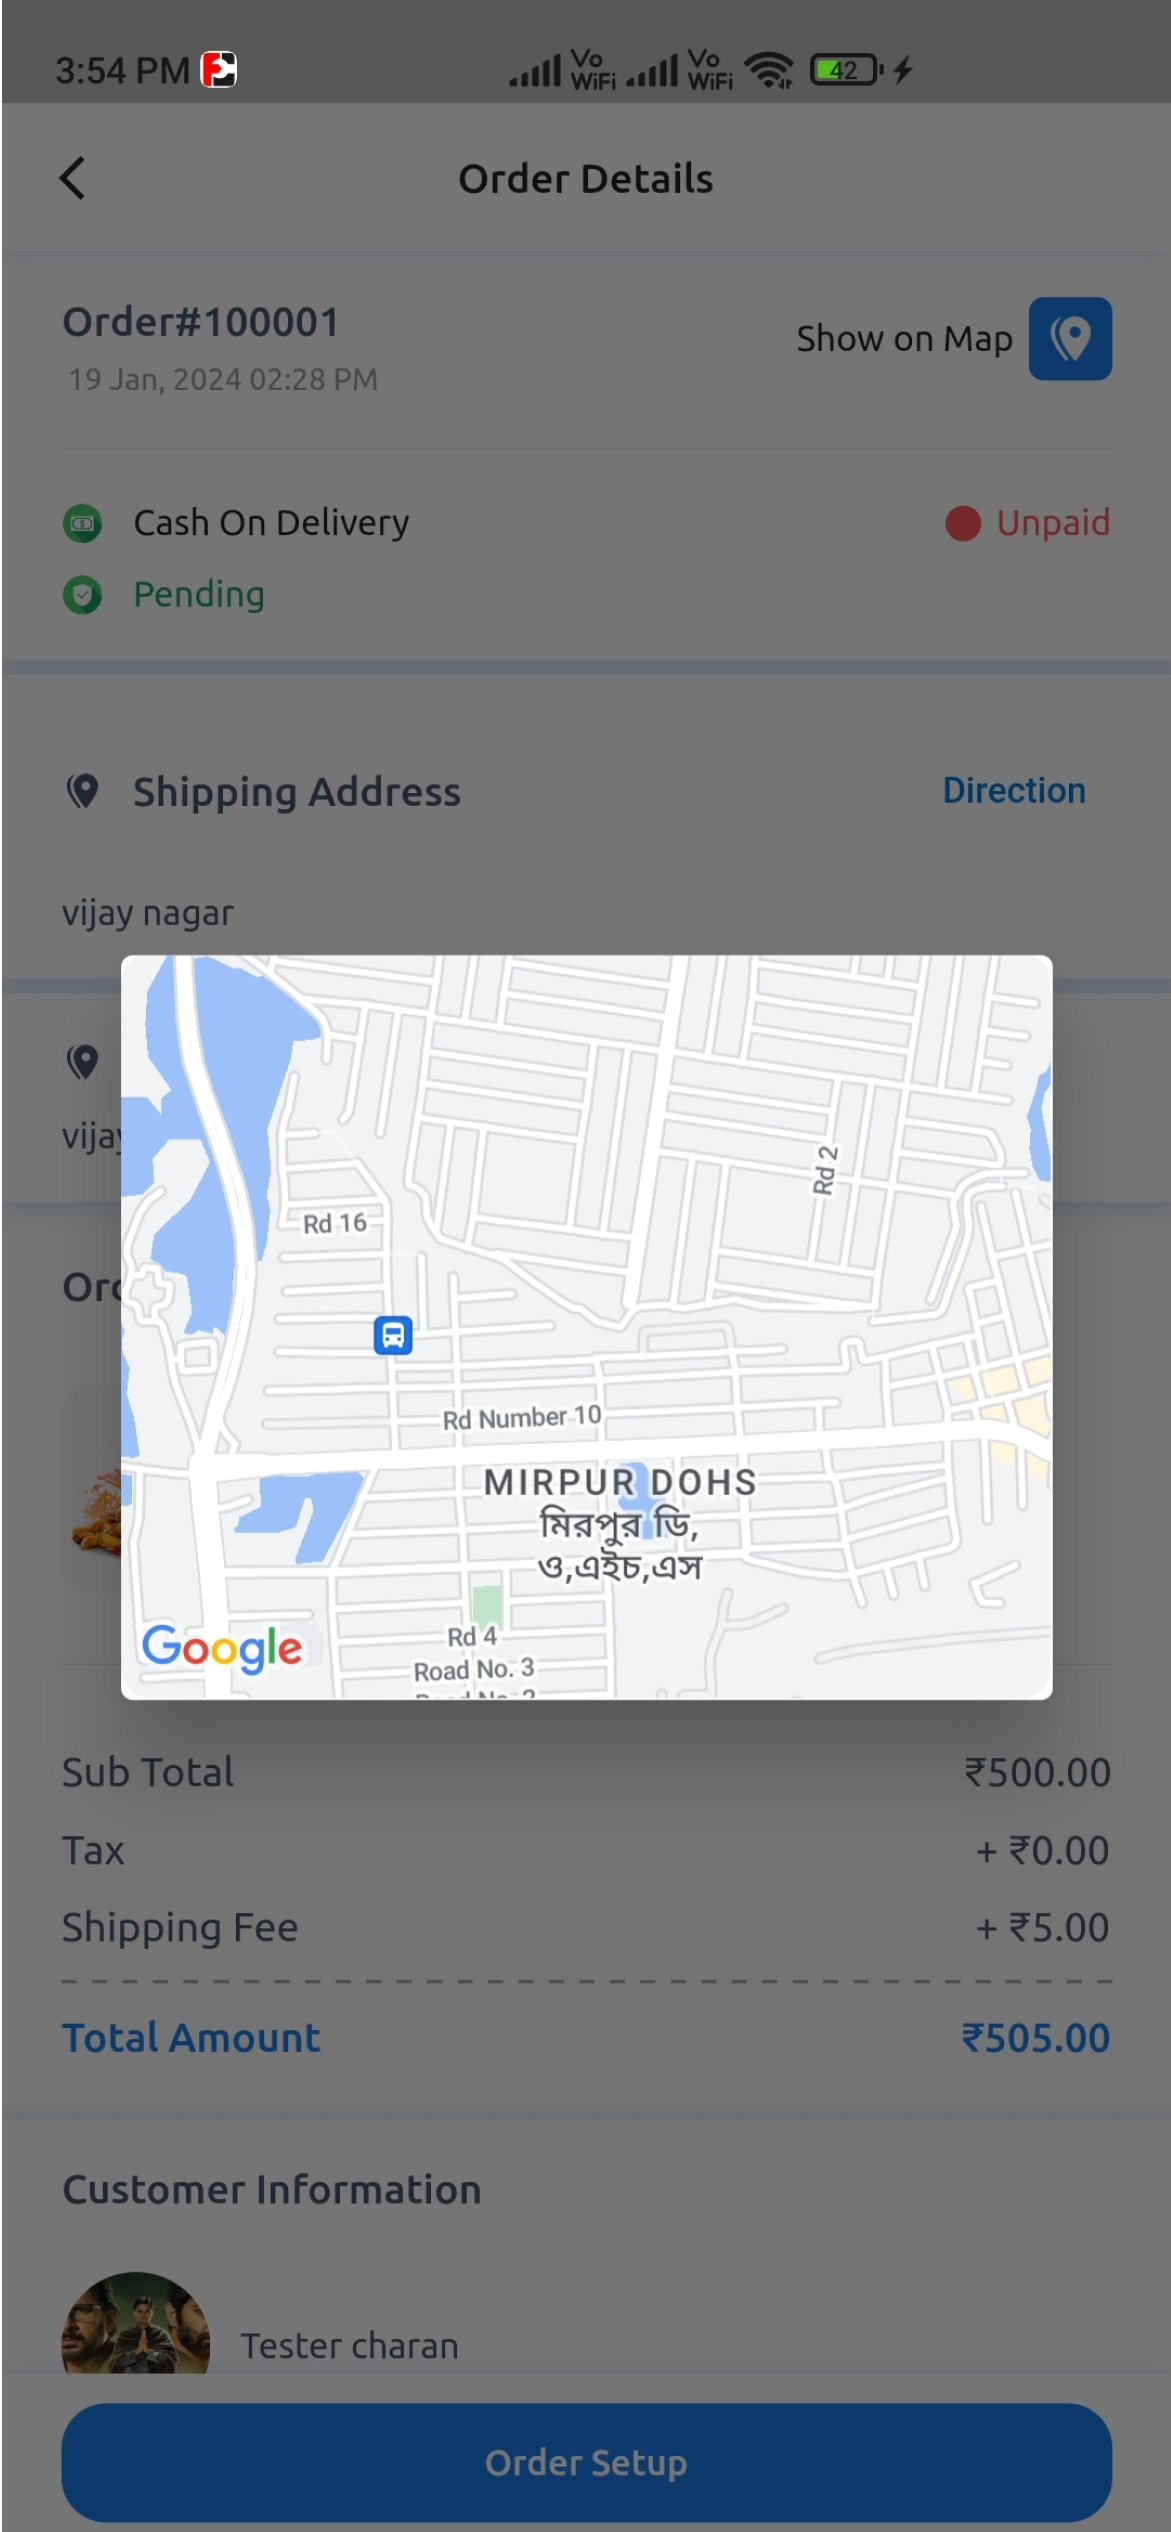 3:54 PM
Vo WiFi
Vo WiFi
42
Order Details
Order#100001
Show on Map
19 Jan, 2024 02:28 PM
Cash On Delivery
Unpaid
Pending
Shipping Address
Direction
vijay nagar
Rd 2
Rd 16
Rd Number 10
MIRPUR DOHS
মিরপুর ডি,
ও,এইচ,এস
Google
Rd 4
Road No. 3
Sub Total ₹500.00
Tax + ₹0.00
Shipping Fee + ₹5.00
Total Amount ₹505.00
Customer Information
Tester charan
Order Setup